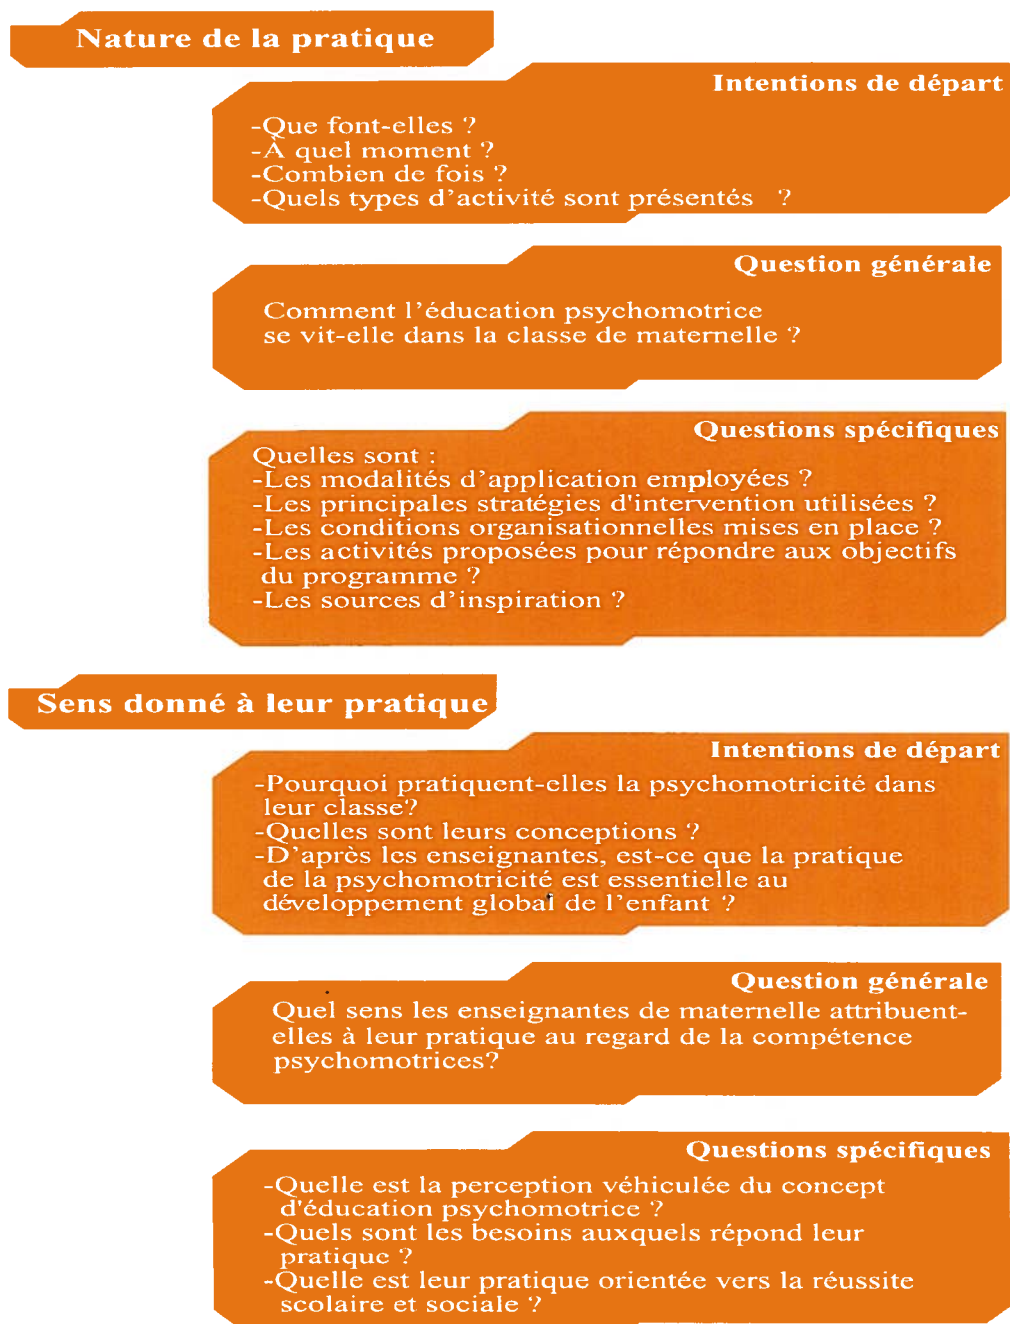 Nature de la pratique
Intentions de départ
-Que font-elles ?
-À quel moment ?
-Combien de fois ?
-Quels types d'activité sont présentés ?
Question générale
Comment l'éducation psychomotrice
se vit-elle dans la classe de maternelle ?
Questions spécifiques
Quelles sont :
-Les modalités d'application employées ?
-Les principales stratégies d'intervention utilisées ?
-Les conditions organisationnelles mises en place ?
-Les activités proposées pour répondre aux objectifs
du programme ?
-Les sources d'inspiration ?
Sens donné à leur pratique
Intentions de départ
-Pourquoi pratiquent-elles la psychomotricité dans
leur classe?
-Quelles sont leurs conceptions ?
-D'après les enseignantes, est-ce que la pratique
de la psychomotricité est essentielle au
développement global de l'enfant ?
Question générale
Quel sens les enseignantes de maternelle attribuent-
elles à leur pratique au regard de la compétence
psychomotrices?
Questions spécifiques
-Quelle est la perception véhiculée du concept
d'éducation psychomotrice ?
-Quels sont les besoins auxquels répond leur
pratique ?
-Quelle est leur pratique orientée vers la réussite
scolaire et sociale ?